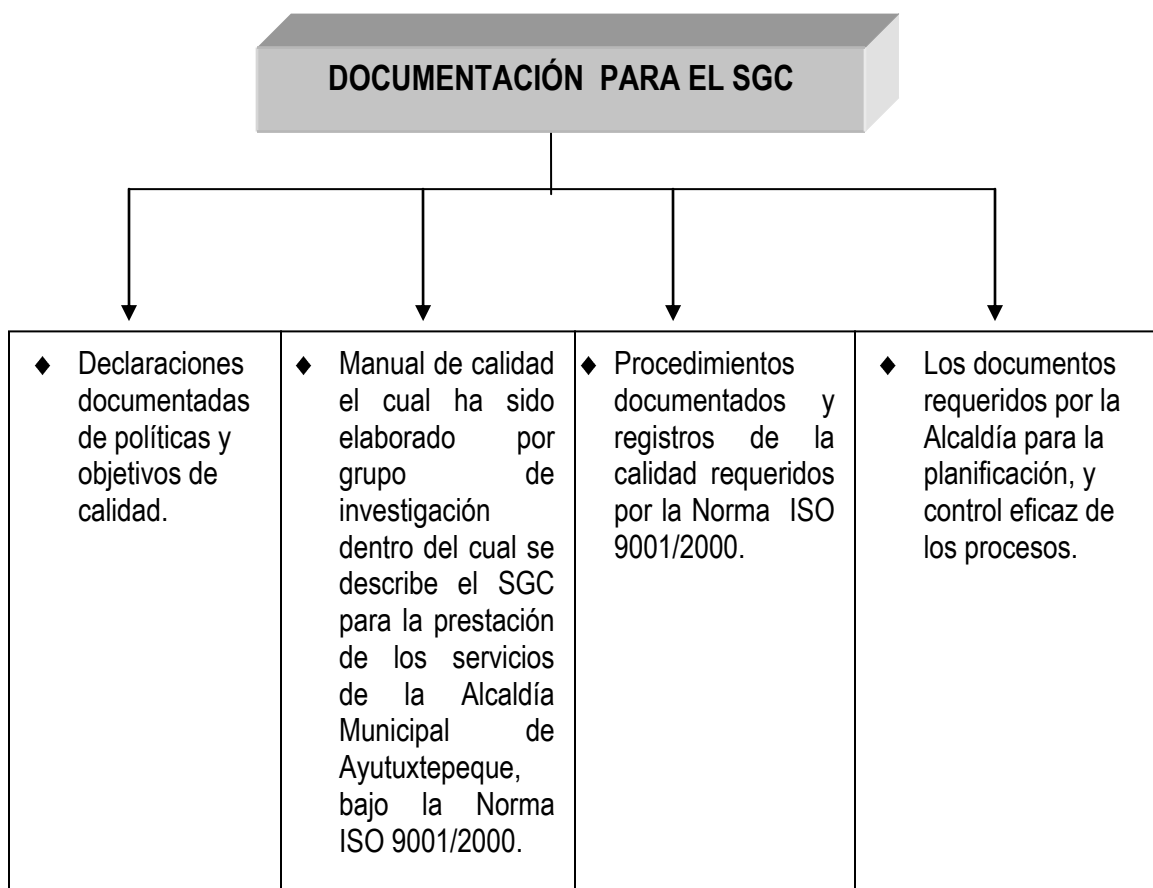 DOCUMENTACIÓN PARA EL SGC
♦ Declaraciones
documentadas
de políticas y
objetivos de
calidad.
♦ Manual de calidad
el cual ha sido
elaborado por
grupo de
investigación
dentro del cual se
describe el SGC
para la prestación
de los servicios
de la Alcaldía
Municipal de
Ayutuxtepeque,
bajo la Norma
ISO 9001/2000.
♦ Procedimientos
documentados y
registros de la
calidad requeridos
por la Norma ISO
9001/2000.
♦ Los documentos
requeridos por la
Alcaldía para la
planificación, y
control eficaz de
los procesos.